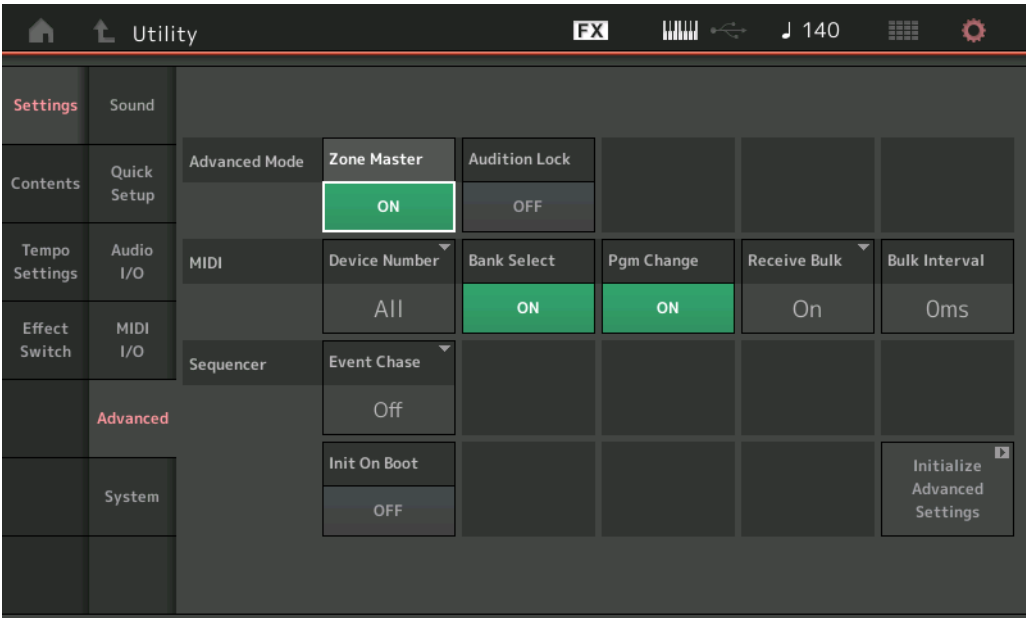 Utility
FX
♩ 140
Settings
Contents
Tempo
Settings
Effect
Switch
Sound
Quick
Setup
Audio
I/O
MIDI
I/O
Advanced
System
Advanced Mode
Zone Master
ON
Audition Lock
OFF
MIDI
Device Number
All
Bank Select
ON
Pgm Change
ON
Receive Bulk
On
Bulk Interval
0ms
Sequencer
Event Chase
Off
Init On Boot
OFF
Initialize
Advanced
Settings